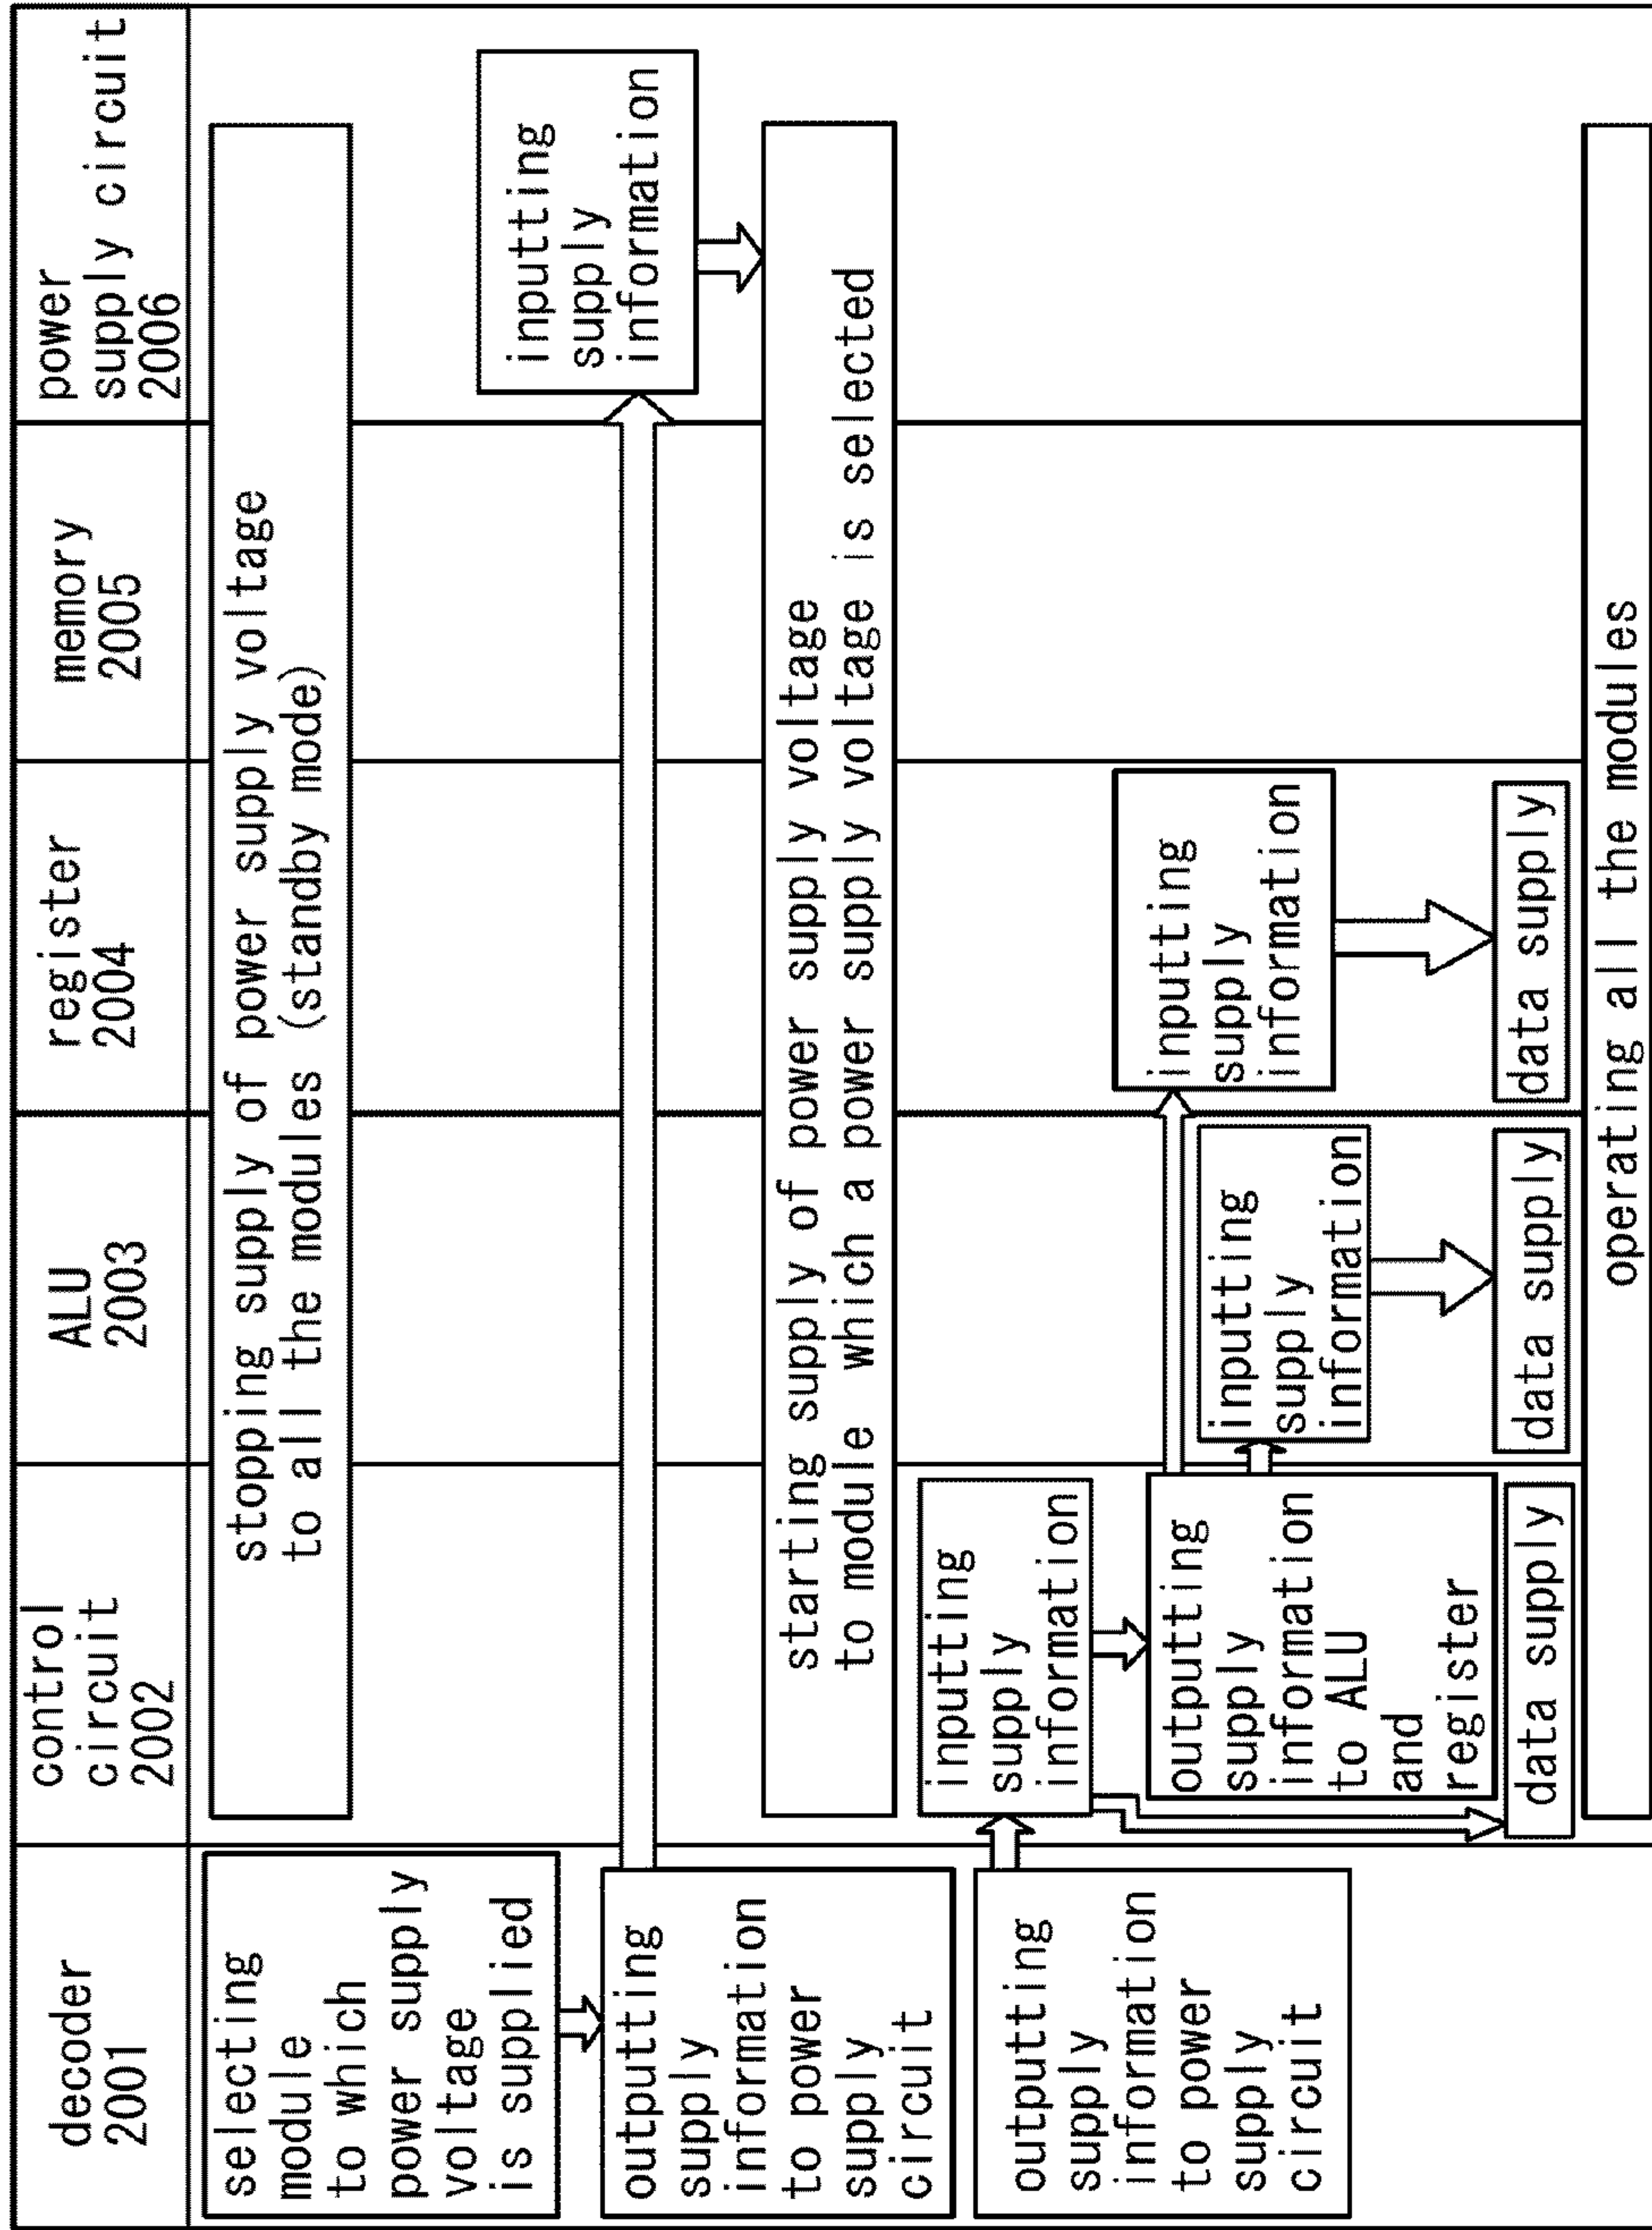 decoder
2001
control
circuit
2002
ALU
2003
register
2004
memory
2005
power
supply circuit
2006
selecting
module
to which
power supply
voltage
is supplied
stopping supply of power supply voltage
to all the modules (standby mode)
outputting
supply
information
to power
supply
circuit
inputting
supply
information
starting supply of power supply voltage
to module which a power supply voltage is selected
outputting
supply
information
to power
supply
circuit
inputting
supply
information
outputting
supply
information
to ALU
and
register
inputting
supply
information
inputting
supply
information
data supply
data supply
data supply
operating all the modules